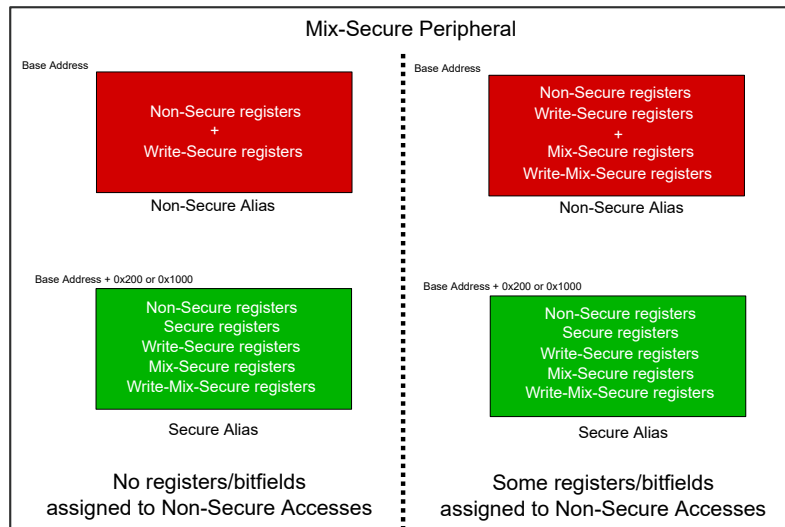 Mix-Secure Peripheral
Base Address
Non-Secure registers
+
Write-Secure registers
Non-Secure Alias
Base Address + 0x200 or 0x1000
Non-Secure registers
Secure registers
Write-Secure registers
Mix-Secure registers
Write-Mix-Secure registers
Secure Alias
No registers/bitfields
assigned to Non-Secure Accesses
Base Address
Non-Secure registers
Write-Secure registers
+
Mix-Secure registers
Write-Mix-Secure registers
Non-Secure Alias
Base Address + 0x200 or 0x1000
Non-Secure registers
Secure registers
Write-Secure registers
Mix-Secure registers
Write-Mix-Secure registers
Secure Alias
Some registers/bitfields
assigned to Non-Secure Accesses